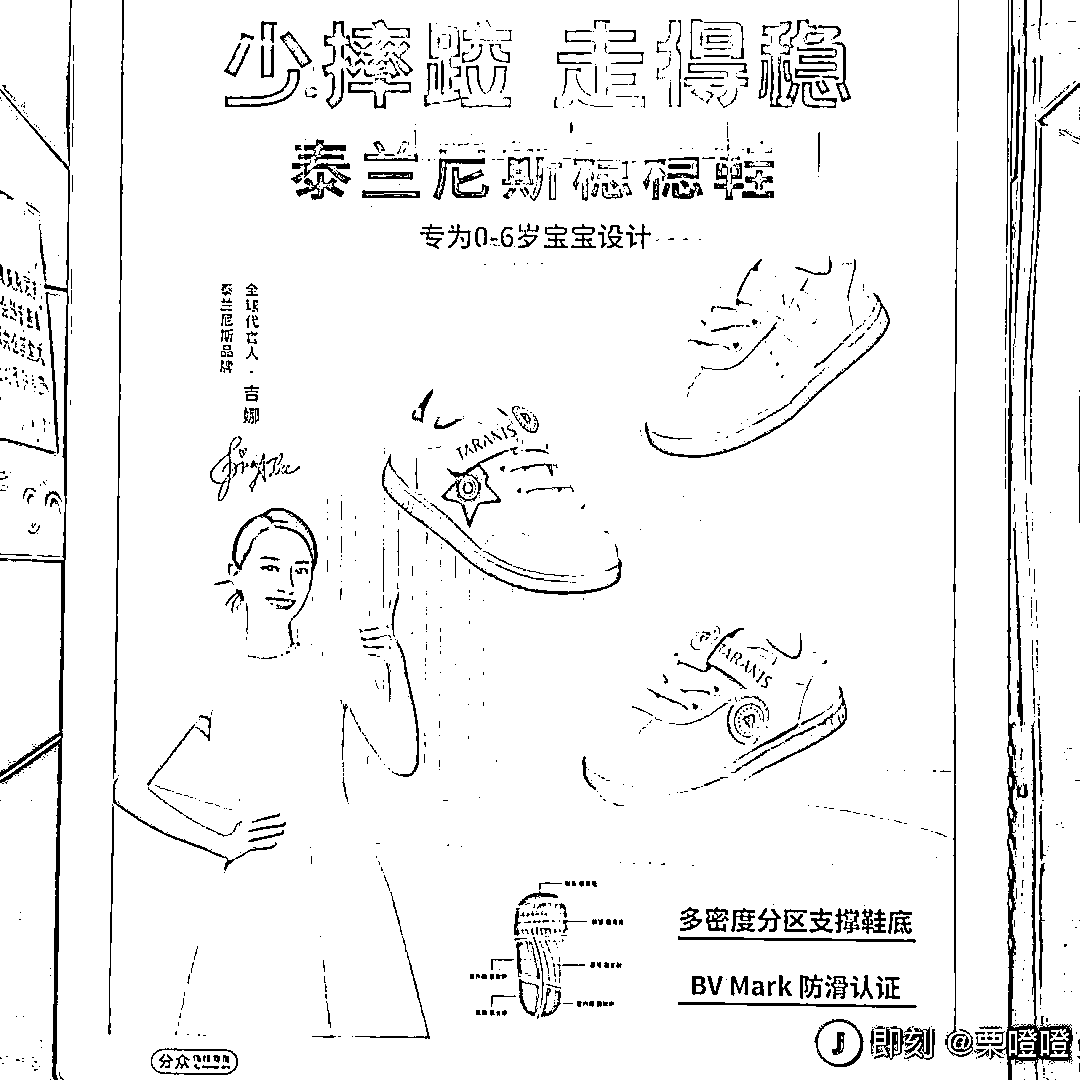 少摔跤 走得稳
泰兰尼斯稳稳鞋
专为0-6岁宝宝设计
全球代言人·吉娜
泰兰尼斯品牌
TARANIS
TARANIS
多密度分区支撑鞋底
BV Mark 防滑认证
分众
即刻 @栗噔噔